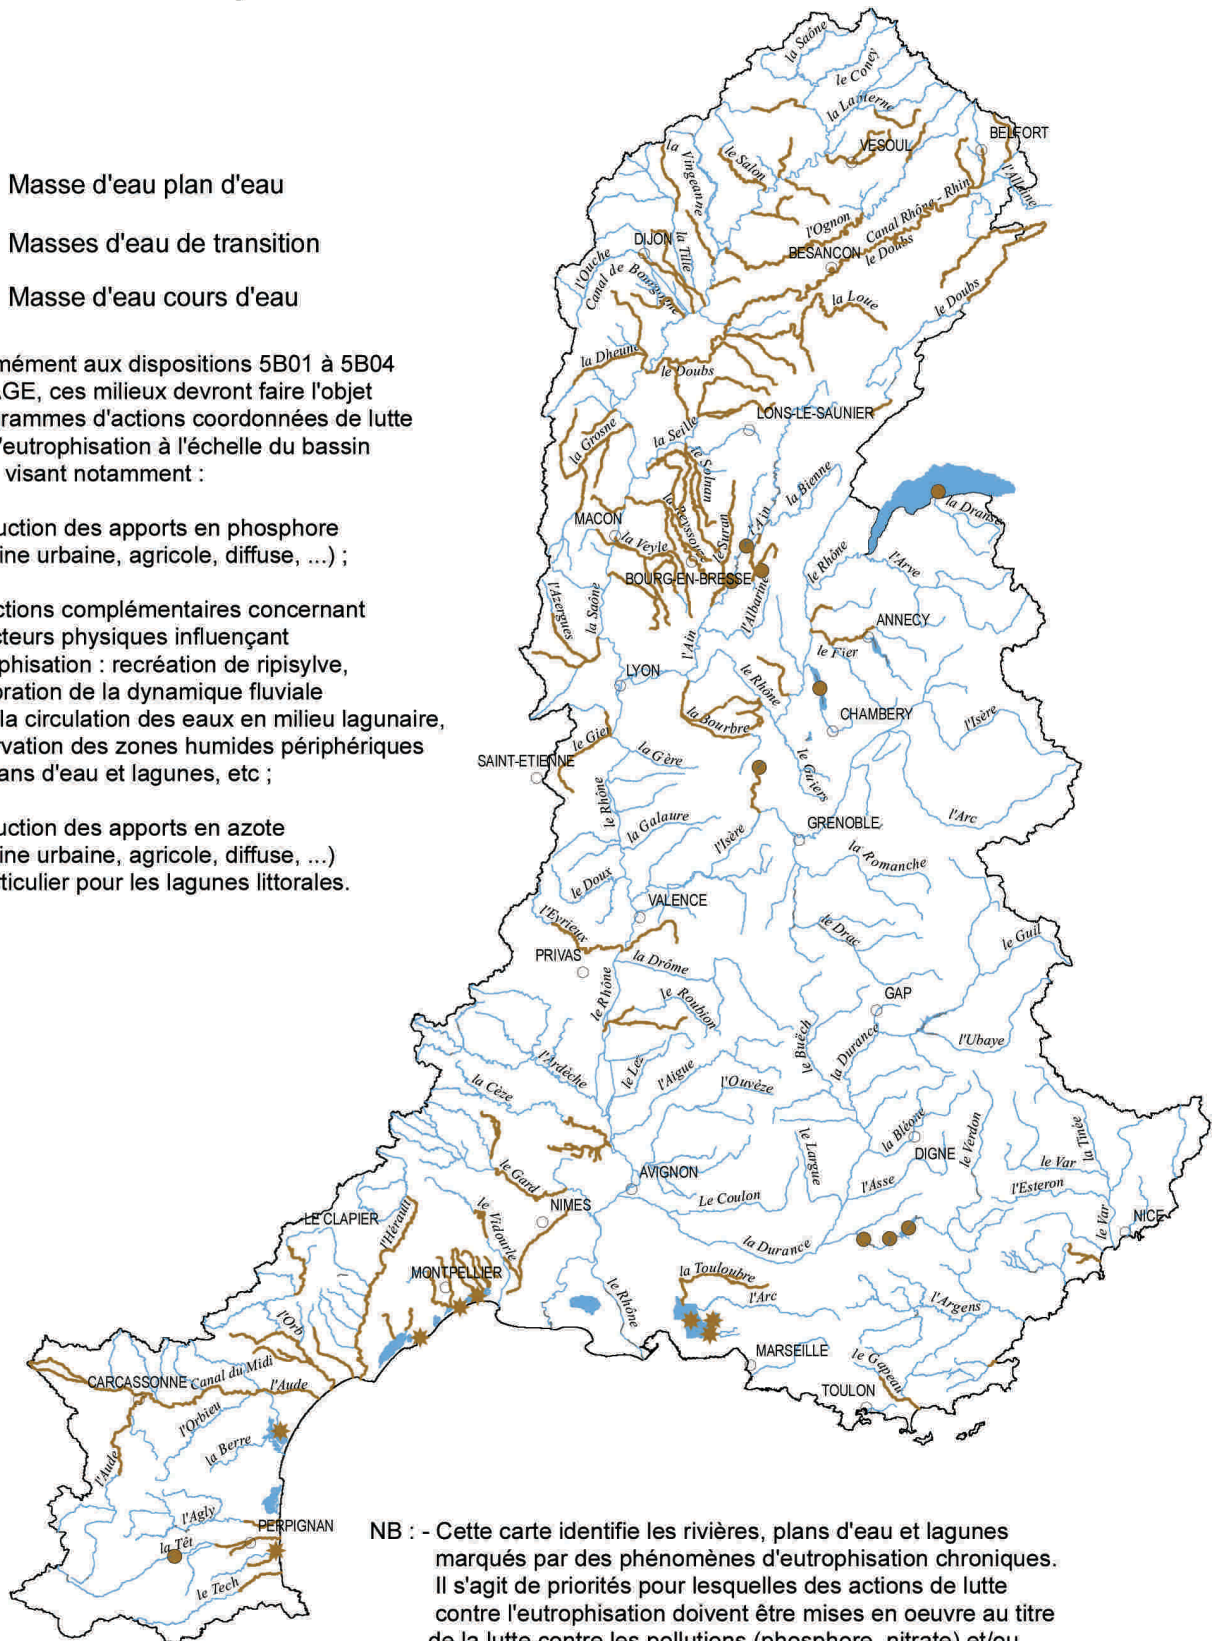 Masse d'eau plan d'eau
Masses d'eau de transition
Masse d'eau cours d'eau
mément aux dispositions 5B01 à 5B04
AGE, ces milieux devront faire l'objet
rammes d'actions coordonnées de lutte
l'eutrophisation à l'échelle du bassin
visant notamment :
uction des apports en phosphore
ine urbaine, agricole, diffuse, ...) ;
ctions complémentaires concernant
cteurs physiques influençant
phisation : recréation de ripisylve,
oration de la dynamique fluviale
la circulation des eaux en milieu lagunaire,
rvation des zones humides périphériques
ans d'eau et lagunes, etc ;
uction des apports en azote
ine urbaine, agricole, diffuse, ...)
rticulier pour les lagunes littorales.
la Saône
le Coney
la Lanterne
BELFORT
VESOUL
la Vingeanne
le Salon
l'Allaine
l'Ognon
Canal Rhône - Rhin
DIJON
la Tille
BESANCON
le Doubs
l'Ouche
Canal de Bourgogne
la Loue
le Doubs
la Dheune
le Doubs
LONS-LE-SAUNIER
la Grosne
la Seille
le Solnan
la Bienne
la Reyssouze
l'Ain
la Dranse
MACON
la Veyle
le Suran
BOURG-EN-BRESSE
le Rhône
l'Arve
l'Azergues
la Saône
l'Albarine
ANNECY
l'Ain
le Fier
LYON
le Rhône
la Bourbre
CHAMBERY
l'Isère
le Gier
la Gère
SAINT-ETIENNE
le Guiers
le Rhône
la Galaure
l'Isère
GRENOBLE
l'Arc
la Romanche
le Doux
VALENCE
l'Eyrieux
le Drac
le Guil
PRIVAS
la Drôme
le Rhône
le Roubion
GAP
le Buëch
la Durance
l'Ubaye
l'Ardèche
le Lez
l'Aigue
l'Ouvèze
la Cèze
la Bléone
le Verdon
la Tinée
le Largue
DIGNE
le Gard
AVIGNON
le Var
l'Asse
l'Esteron
Le Coulon
NIMES
LE CLAPIER
l'Hérault
le Vidourle
le Var
NICE
la Durance
MONTPELLIER
la Touloubre
le Rhône
l'Arc
l'Argens
l'Orb
MARSEILLE
le Gapeau
CARCASSONNE
Canal du Midi
l'Aude
TOULON
l'Orbieu
la Berre
l'Aude
l'Agly
PERPIGNAN
la Têt
le Tech
NB : - Cette carte identifie les rivières, plans d'eau et lagunes
marqués par des phénomènes d'eutrophisation chroniques.
Il s'agit de priorités pour lesquelles des actions de lutte
contre l'eutrophisation doivent être mises en oeuvre au titre
de la lutte contre les pollutions (phosphore, nitrate) et/ou